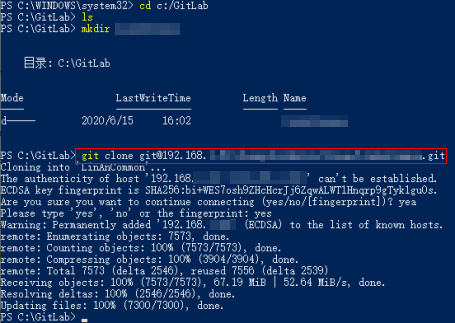 PS C:\WINDOWS\system32> cd c:/GitLab
PS C:\GitLab> ls
PS C:\GitLab> mkdir
目录: C:\GitLab
Mode LastWriteTime Length Name
d----- 2020/6/15 16:02
PS C:\GitLab> git clone git@192.168. .git
Cloning into 'LinAnCommon'...
The authenticity of host '192.168. ' can't be established.
ECDSA key fingerprint is SHA256:bi+WES7osh9ZHcHcrJj6ZqwALWT1Hnqrp9gTyk1guOs.
Are you sure you want to continue connecting (yes/no/[fingerprint])? yea
Please type 'yes', 'no' or the fingerprint: yes
Warning: Permanently added '192.168. (ECDSA) to the list of known hosts.
remote: Enumerating objects: 7573, done.
remote: Counting objects: 100% (7573/7573), done.
remote: Compressing objects: 100% (3904/3904), done.
remote: Total 7573 (delta 2546), reused 7556 (delta 2539)
Receiving objects: 100% (7573/7573), 67.19 MiB | 52.64 MiB/s, done.
Resolving deltas: 100% (2546/2546), done.
Updating files: 100% (7300/7300), done.
PS C:\GitLab>